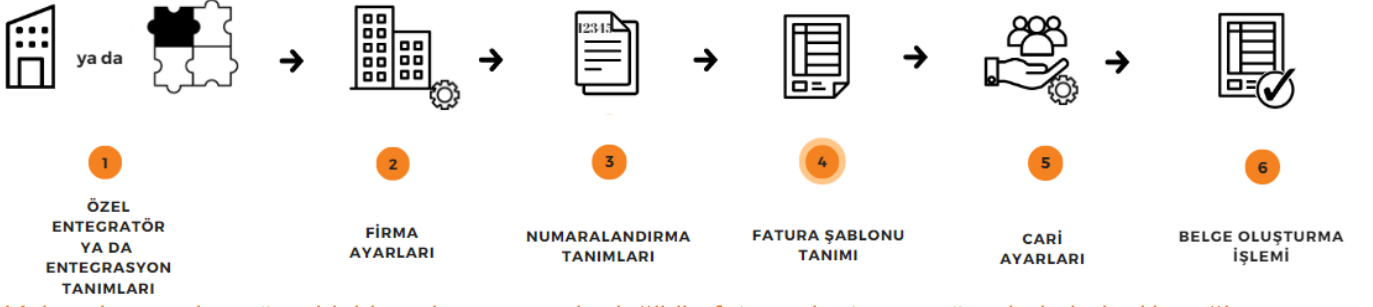 12345
ya da
1
2
3
4
5
6
ÖZEL
ENTEGRATÖR
YA DA
ENTEGRASYON
TANIMLARI
FİRMA
AYARLARI
NUMARALANDIRMA
TANIMLARI
FATURA ŞABLONU
TANIMI
CARİ
AYARLARI
BELGE OLUŞTURMA
İŞLEMİ